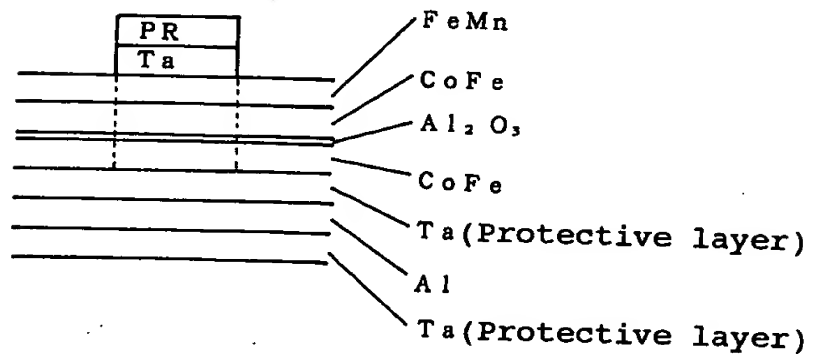 PR
Ta
FeMn
CoFe
Al₂O₃
CoFe
Ta(Protective layer)
Al
Ta(Protective layer)